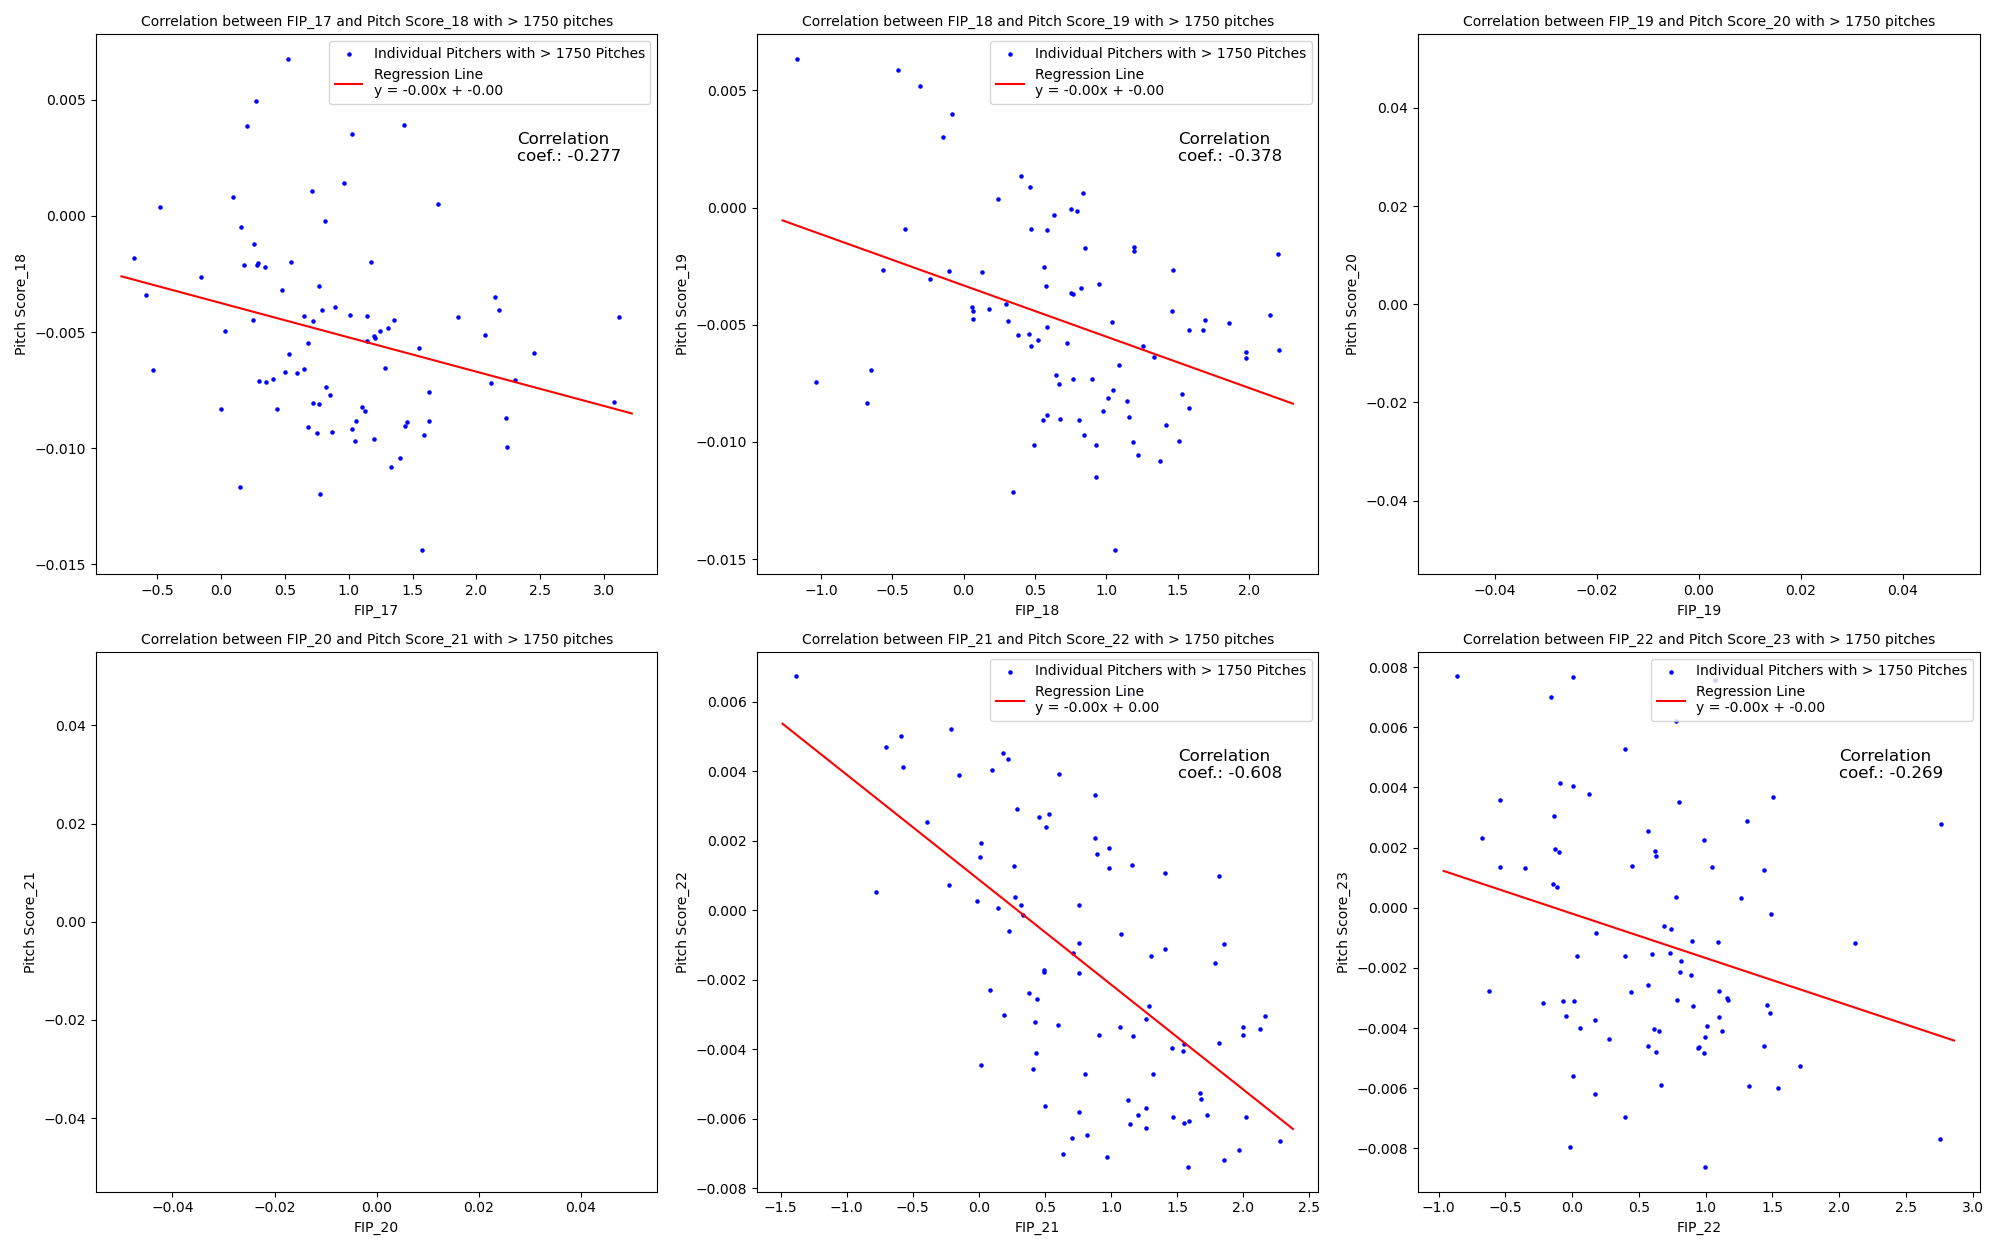 Correlation between FIP_17 and Pitch Score_18 with > 1750 pitches
Individual Pitchers with > 1750 Pitches
Regression Line
y = -0.00x + -0.00
Correlation
coef.: -0.277
0.005
0.000
−0.005
−0.010
−0.015
Pitch Score_18
−0.5
0.0
0.5
1.0
1.5
2.0
2.5
3.0
FIP_17
Correlation between FIP_18 and Pitch Score_19 with > 1750 pitches
Individual Pitchers with > 1750 Pitches
Regression Line
y = -0.00x + -0.00
Correlation
coef.: -0.378
0.005
0.000
−0.005
−0.010
−0.015
Pitch Score_19
−1.0
−0.5
0.0
0.5
1.0
1.5
2.0
FIP_18
Correlation between FIP_19 and Pitch Score_20 with > 1750 pitches
0.04
0.02
0.00
−0.02
−0.04
Pitch Score_20
−0.04
−0.02
0.00
0.02
0.04
FIP_19
Correlation between FIP_20 and Pitch Score_21 with > 1750 pitches
0.04
0.02
0.00
−0.02
−0.04
Pitch Score_21
−0.04
−0.02
0.00
0.02
0.04
FIP_20
Correlation between FIP_21 and Pitch Score_22 with > 1750 pitches
Individual Pitchers with > 1750 Pitches
Regression Line
y = -0.00x + 0.00
Correlation
coef.: -0.608
0.006
0.004
0.002
0.000
−0.002
−0.004
−0.006
−0.008
Pitch Score_22
−1.5
−1.0
−0.5
0.0
0.5
1.0
1.5
2.0
2.5
FIP_21
Correlation between FIP_22 and Pitch Score_23 with > 1750 pitches
Individual Pitchers with > 1750 Pitches
Regression Line
y = -0.00x + -0.00
Correlation
coef.: -0.269
0.008
0.006
0.004
0.002
0.000
−0.002
−0.004
−0.006
−0.008
Pitch Score_23
−1.0
−0.5
0.0
0.5
1.0
1.5
2.0
2.5
3.0
FIP_22